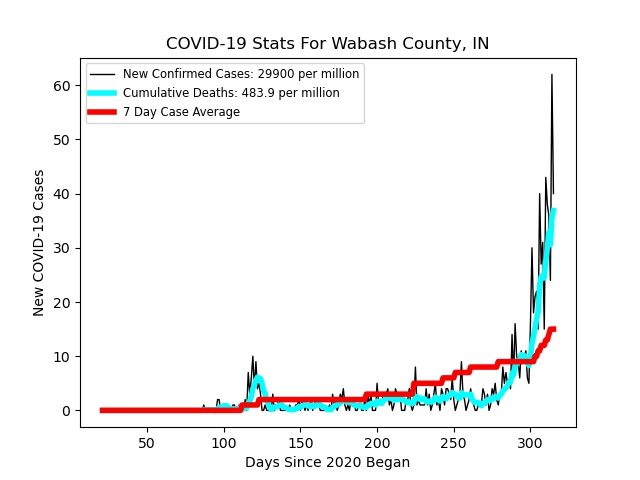 COVID-19 Stats For Wabash County, IN
New Confirmed Cases: 29900 per million
Cumulative Deaths: 483.9 per million
7 Day Case Average
60
50
40
30
20
10
0
New COVID-19 Cases
50 100 150 200 250 300
Days Since 2020 Began